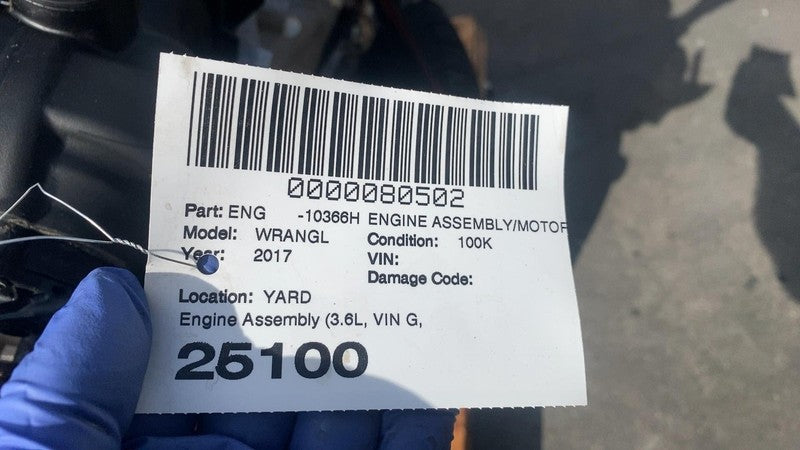 0000080502
Part: ENG -10366H ENGINE ASSEMBLY/MOTOR
Model: WRANGL Condition: 100K
Year: 2017 VIN:
Damage Code:
Location: YARD
Engine Assembly (3.6L, VIN G,
25100